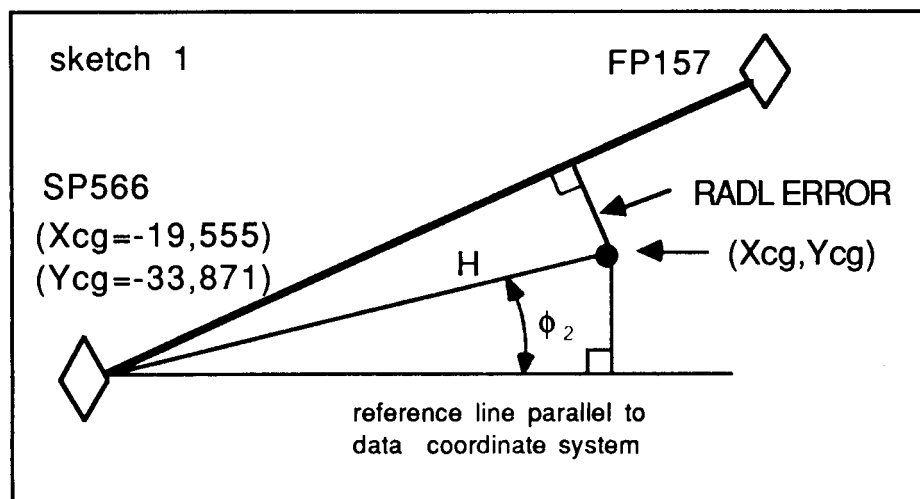 sketch 1
FP157
SP566
(Xcg=-19,555)
(Ycg=-33,871)
RADL ERROR
(Xcg,Ycg)
H
ϕ 2
reference line parallel to
data coordinate system